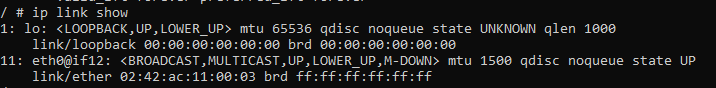 / # ip link show
1: lo: <LOOPBACK,UP,LOWER_UP> mtu 65536 qdisc noqueue state UNKNOWN qlen 1000
    link/loopback 00:00:00:00:00:00 brd 00:00:00:00:00:00
11: eth0@if12: <BROADCAST,MULTICAST,UP,LOWER_UP,M-DOWN> mtu 1500 qdisc noqueue state UP
    link/ether 02:42:ac:11:00:03 brd ff:ff:ff:ff:ff:ff